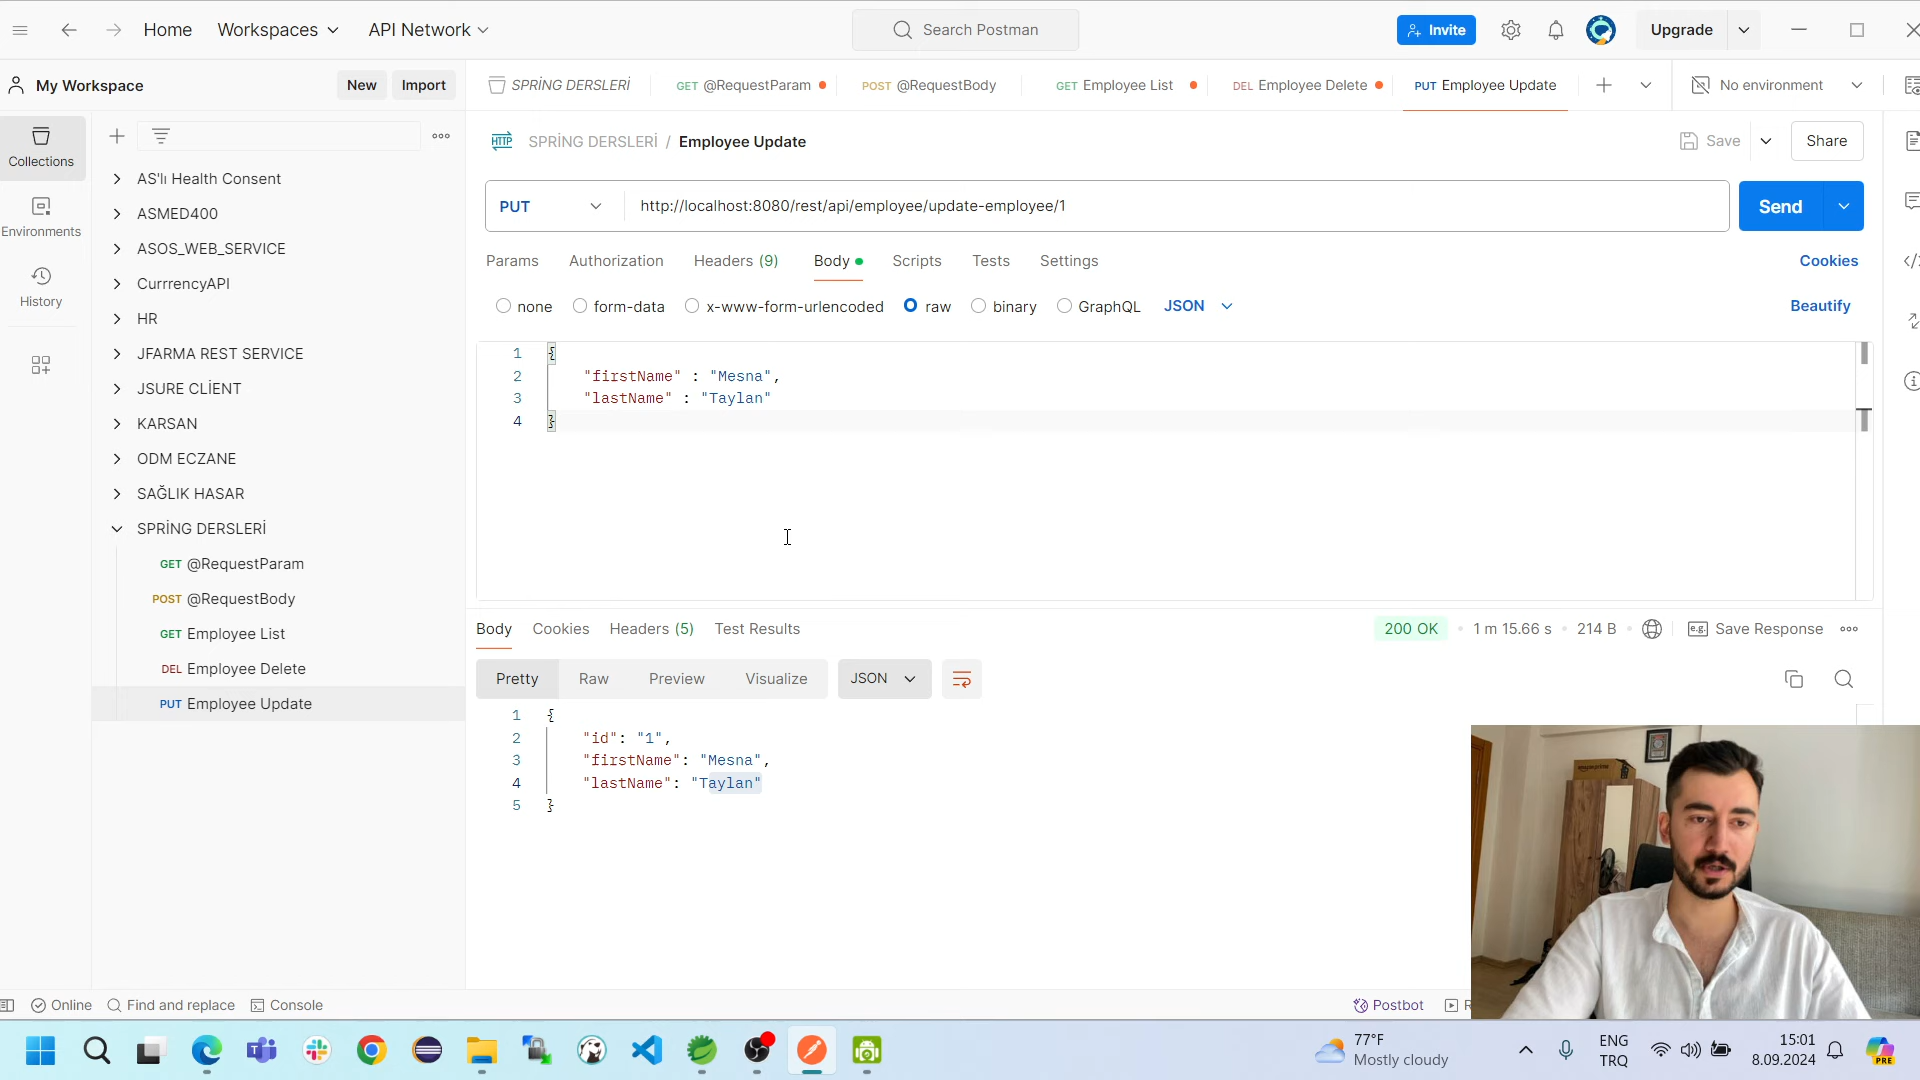 Home Workspaces API Network Search Postman Invite Upgrade
My Workspace New Import SPRİNG DERSLERİ GET @RequestParam POST @RequestBody GET Employee List DEL Employee Delete PUT Employee Update No environment
Collections
Environments
History
AS'lı Health Consent
ASMED400
ASOS_WEB_SERVICE
CurrrencyAPI
HR
JFARMA REST SERVICE
JSURE CLİENT
KARSAN
ODM ECZANE
SAĞLIK HASAR
SPRİNG DERSLERİ
GET @RequestParam
POST @RequestBody
GET Employee List
DEL Employee Delete
PUT Employee Update
HTTP SPRİNG DERSLERİ / Employee Update Save Share
PUT http://localhost:8080/rest/api/employee/update-employee/1 Send
Params Authorization Headers (9) Body Scripts Tests Settings Cookies
none form-data x-www-form-urlencoded raw binary GraphQL JSON Beautify
1 {
2 "firstName" : "Mesna",
3 "lastName" : "Taylan"
4 }
Body Cookies Headers (5) Test Results 200 OK 1 m 15.66 s 214 B e.g. Save Response
Pretty Raw Preview Visualize JSON
1 {
2 "id": "1",
3 "firstName": "Mesna",
4 "lastName": "Taylan"
5 }
Online Find and replace Console Postbot
77°F
Mostly cloudy
ENG
TRQ
15:01
8.09.2024
PRE